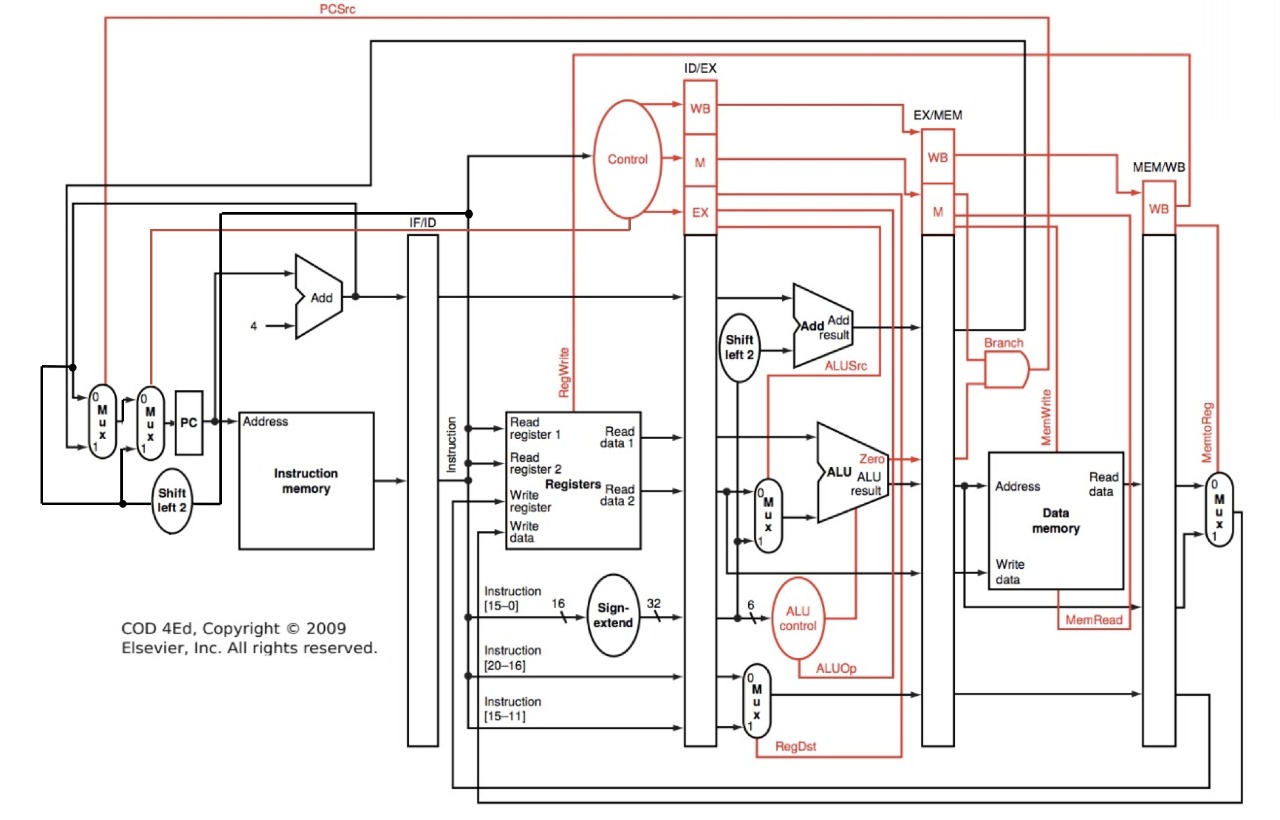 PCSrc
ID/EX
WB
EX/MEM
Control
M
WB
MEM/WB
EX
M
WB
IF/ID
Add
4
Shift
left 2
Add
Add
result
ALUSrc
Branch
RegWrite
MemWrite
MemtoReg
0
M
u
x
1
0
M
u
x
1
PC
Address
Instruction
memory
Shift
left 2
Instruction
Read
register 1
Read
register 2
Write
register
Write
data
Registers
Read
data 1
Read
data 2
Zero
ALU
ALU
result
0
M
u
x
1
Address
Read
data
Data
memory
Write
data
0
M
u
x
1
Instruction
[15–0]
16
Sign-
extend
32
6
ALU
control
MemRead
COD 4Ed, Copyright © 2009
Elsevier, Inc. All rights reserved.
Instruction
[20–16]
ALUOp
0
M
u
x
1
Instruction
[15–11]
RegDst